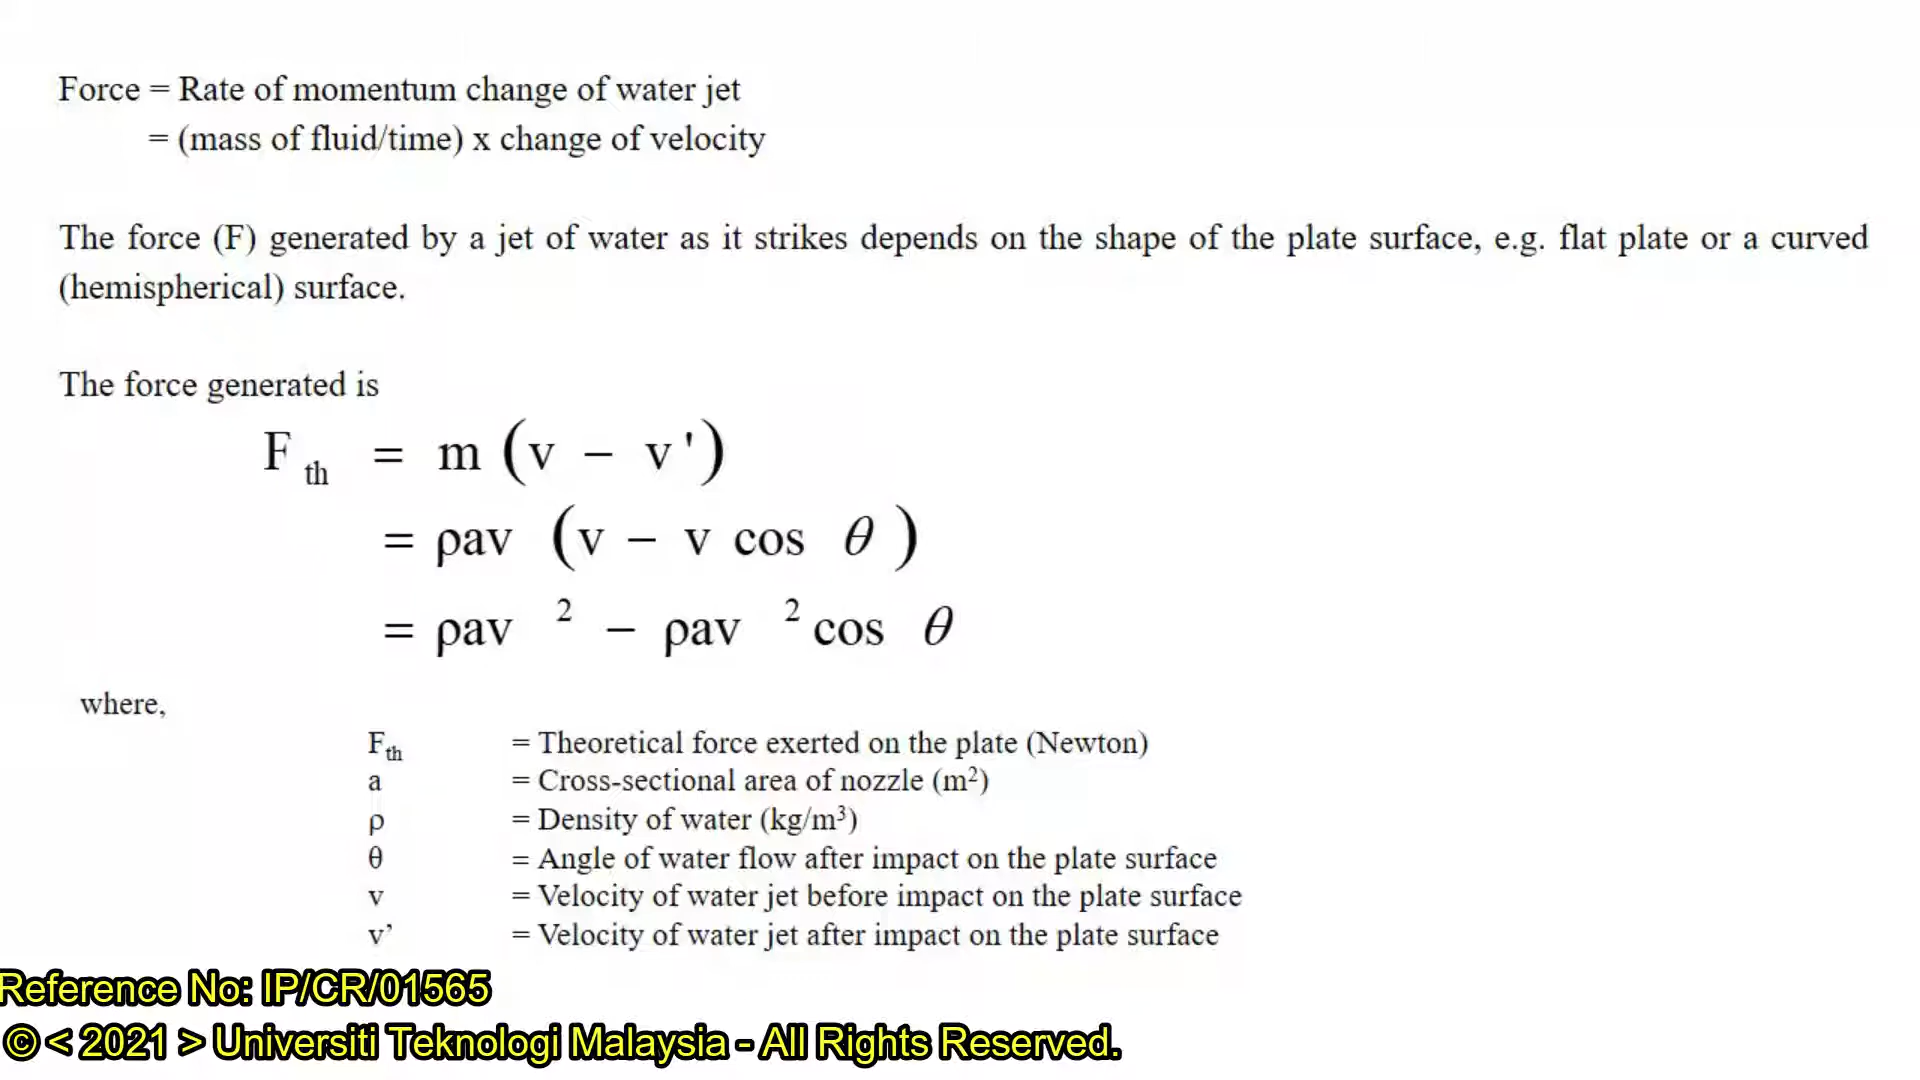 Force = Rate of momentum change of water jet
= (mass of fluid/time) x change of velocity
The force (F) generated by a jet of water as it strikes depends on the shape of the plate surface, e.g. flat plate or a curved
(hemispherical) surface.
The force generated is
F th = m (v − v')
= ρav (v − v cos θ)
= ρav ² − ρav ² cos θ
where,
Fth = Theoretical force exerted on the plate (Newton)
a = Cross-sectional area of nozzle (m²)
ρ = Density of water (kg/m³)
θ = Angle of water flow after impact on the plate surface
v = Velocity of water jet before impact on the plate surface
v’ = Velocity of water jet after impact on the plate surface
Reference No: IP/CR/01565
© < 2021 > Universiti Teknologi Malaysia - All Rights Reserved.